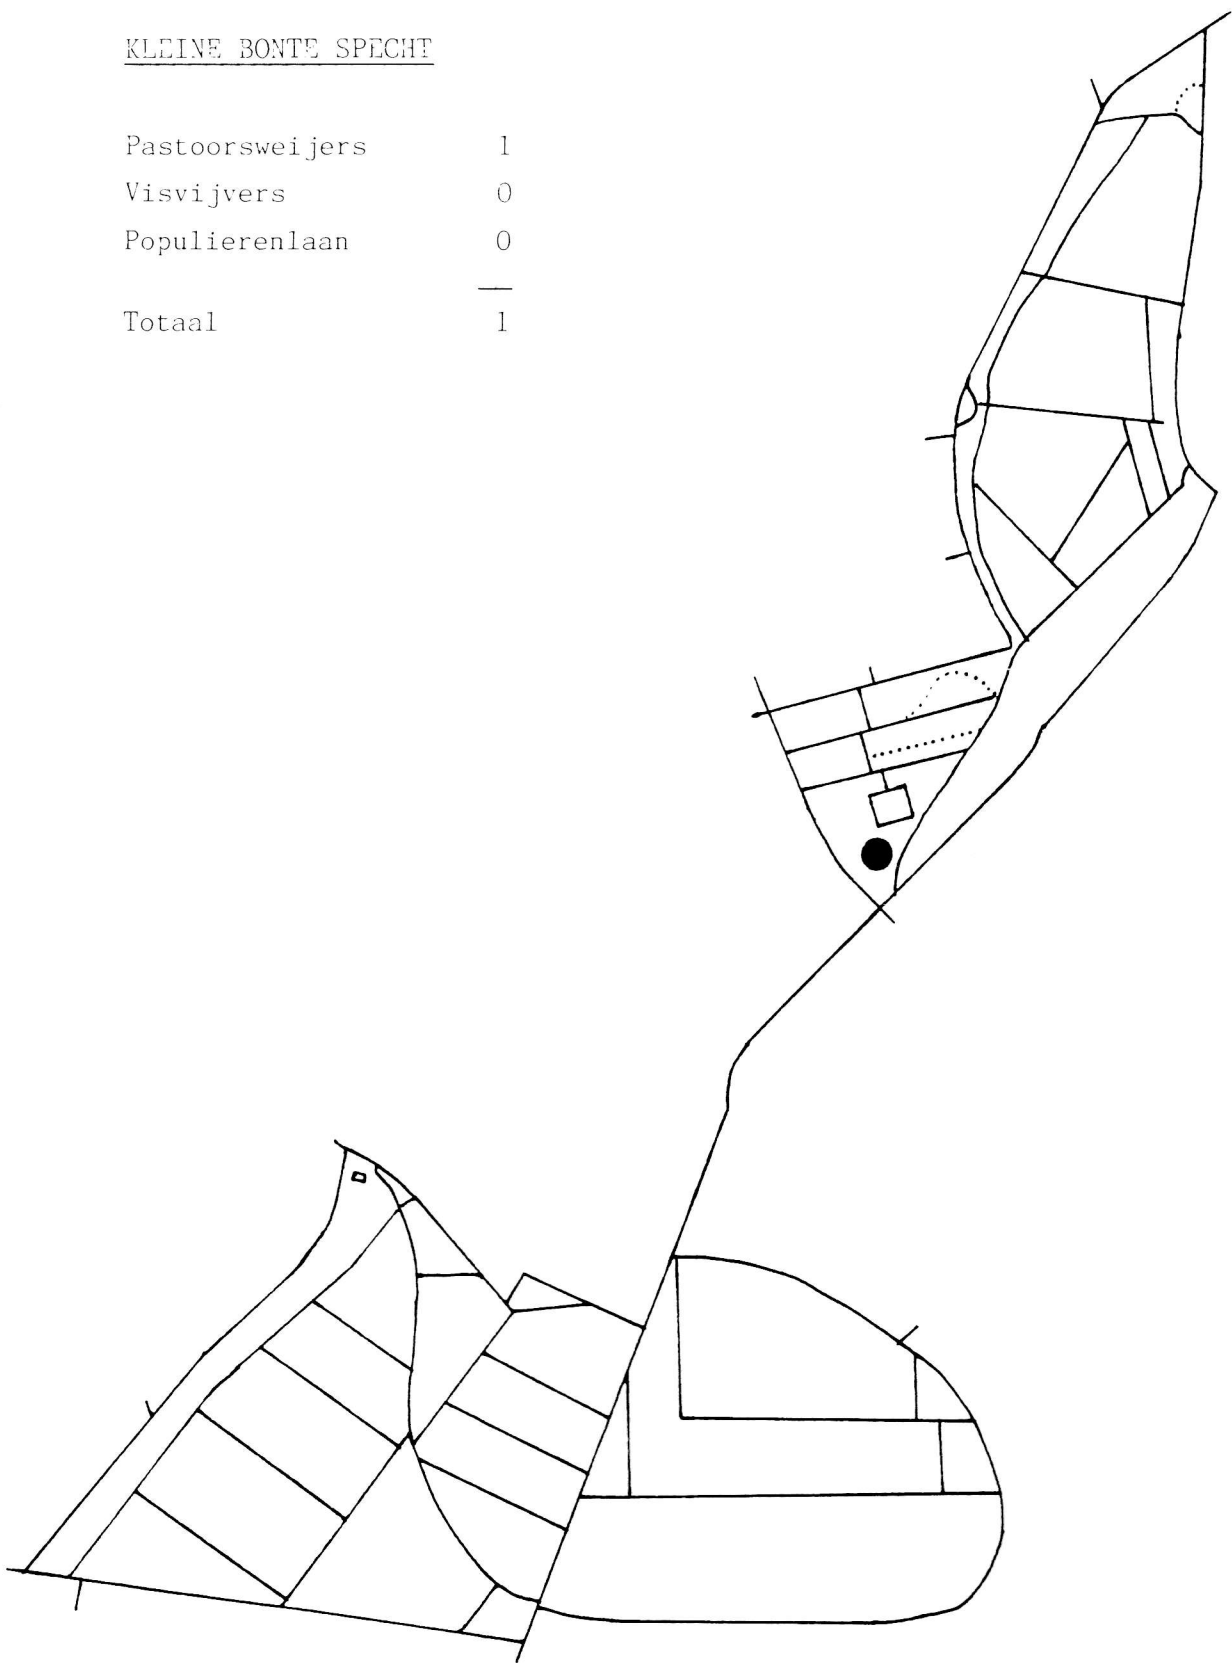 KLEINE BONTE SPECHT
Pastoorsweijers 1
Visvijvers 0
Populierenlaan 0
Totaal 1